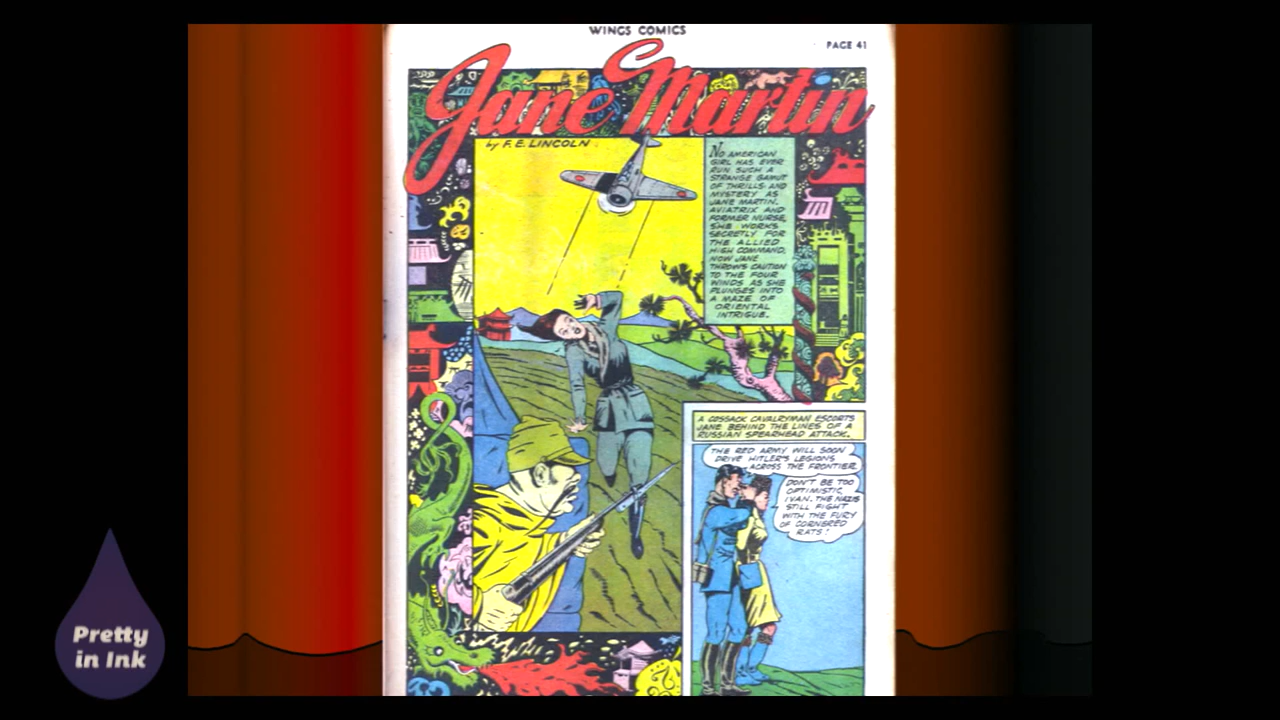 WINGS COMICS
PAGE 41
Jane Martin
by F. E. LINCOLN
NO AMERICAN
GIRL HAS EVER
RUN SUCH A
STRANGE GAMUT
OF THRILLS AND
MYSTERY AS
JANE MARTIN.
AVIATRIX AND
FORMER NURSE,
SHE WORKS
SECRETLY FOR
THE ALLIED
HIGH COMMAND.
NOW JANE
THROWS CAUTION
TO THE FOUR
WINDS AS SHE
PLUNGES INTO
A MAZE OF
ORIENTAL
INTRIGUE.
A COSSACK CAVALRYMAN ESCORTS
JANE BEHIND THE LINES OF A
RUSSIAN SPEARHEAD ATTACK.
THE RED ARMY WILL SOON
DRIVE HITLER'S LEGIONS
ACROSS THE FRONTIER.
DON'T BE TOO
OPTIMISTIC,
IVAN. THE NAZIS
STILL FIGHT
WITH THE FURY
OF CORNERED
RATS!
Pretty
in Ink